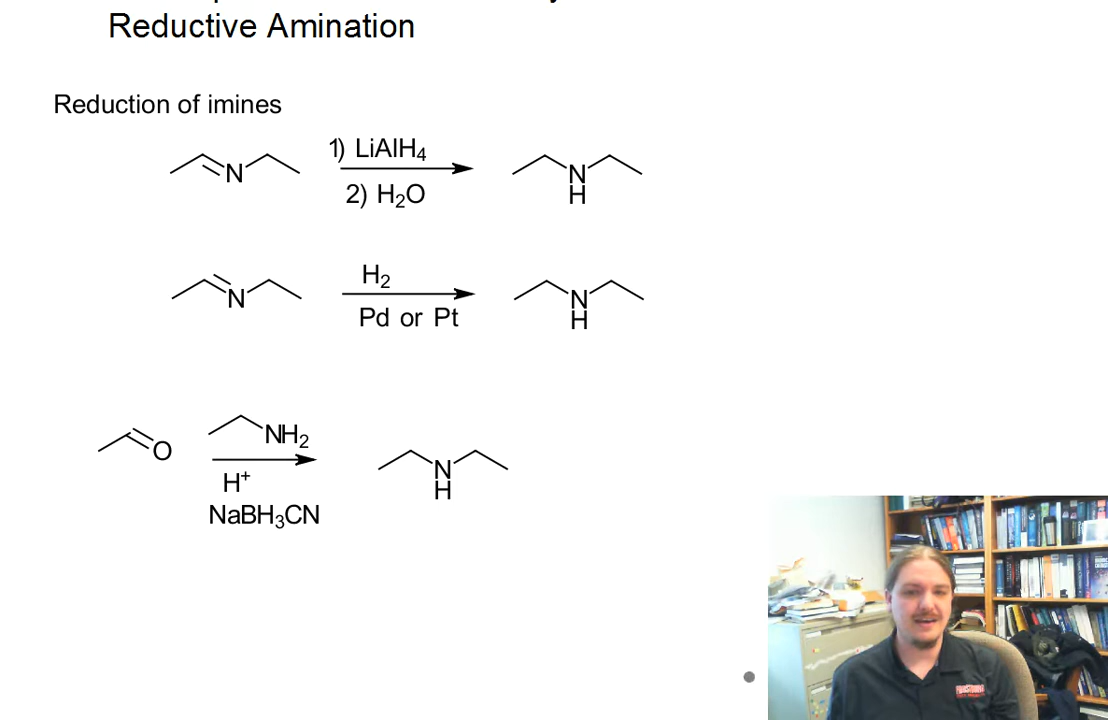 Reductive Amination
Reduction of imines
1) LiAlH4
N
N
H
2) H2O
H2
N
N
H
Pd or Pt
NH2
O
H+
N
H
NaBH3CN